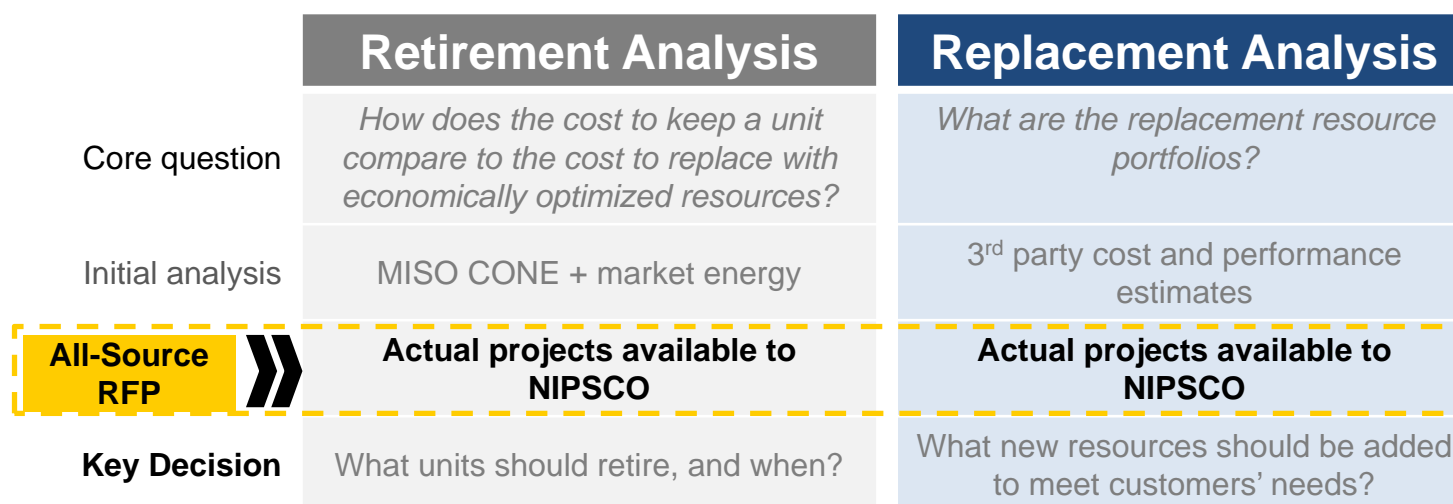 Retirement Analysis
Replacement Analysis
Core question
How does the cost to keep a unit
compare to the cost to replace with
economically optimized resources?
What are the replacement resource
portfolios?
Initial analysis
MISO CONE + market energy
3rd party cost and performance
estimates
All-Source
RFP
Actual projects available to
NIPSCO
Actual projects available to
NIPSCO
Key Decision
What units should retire, and when?
What new resources should be added
to meet customers’ needs?